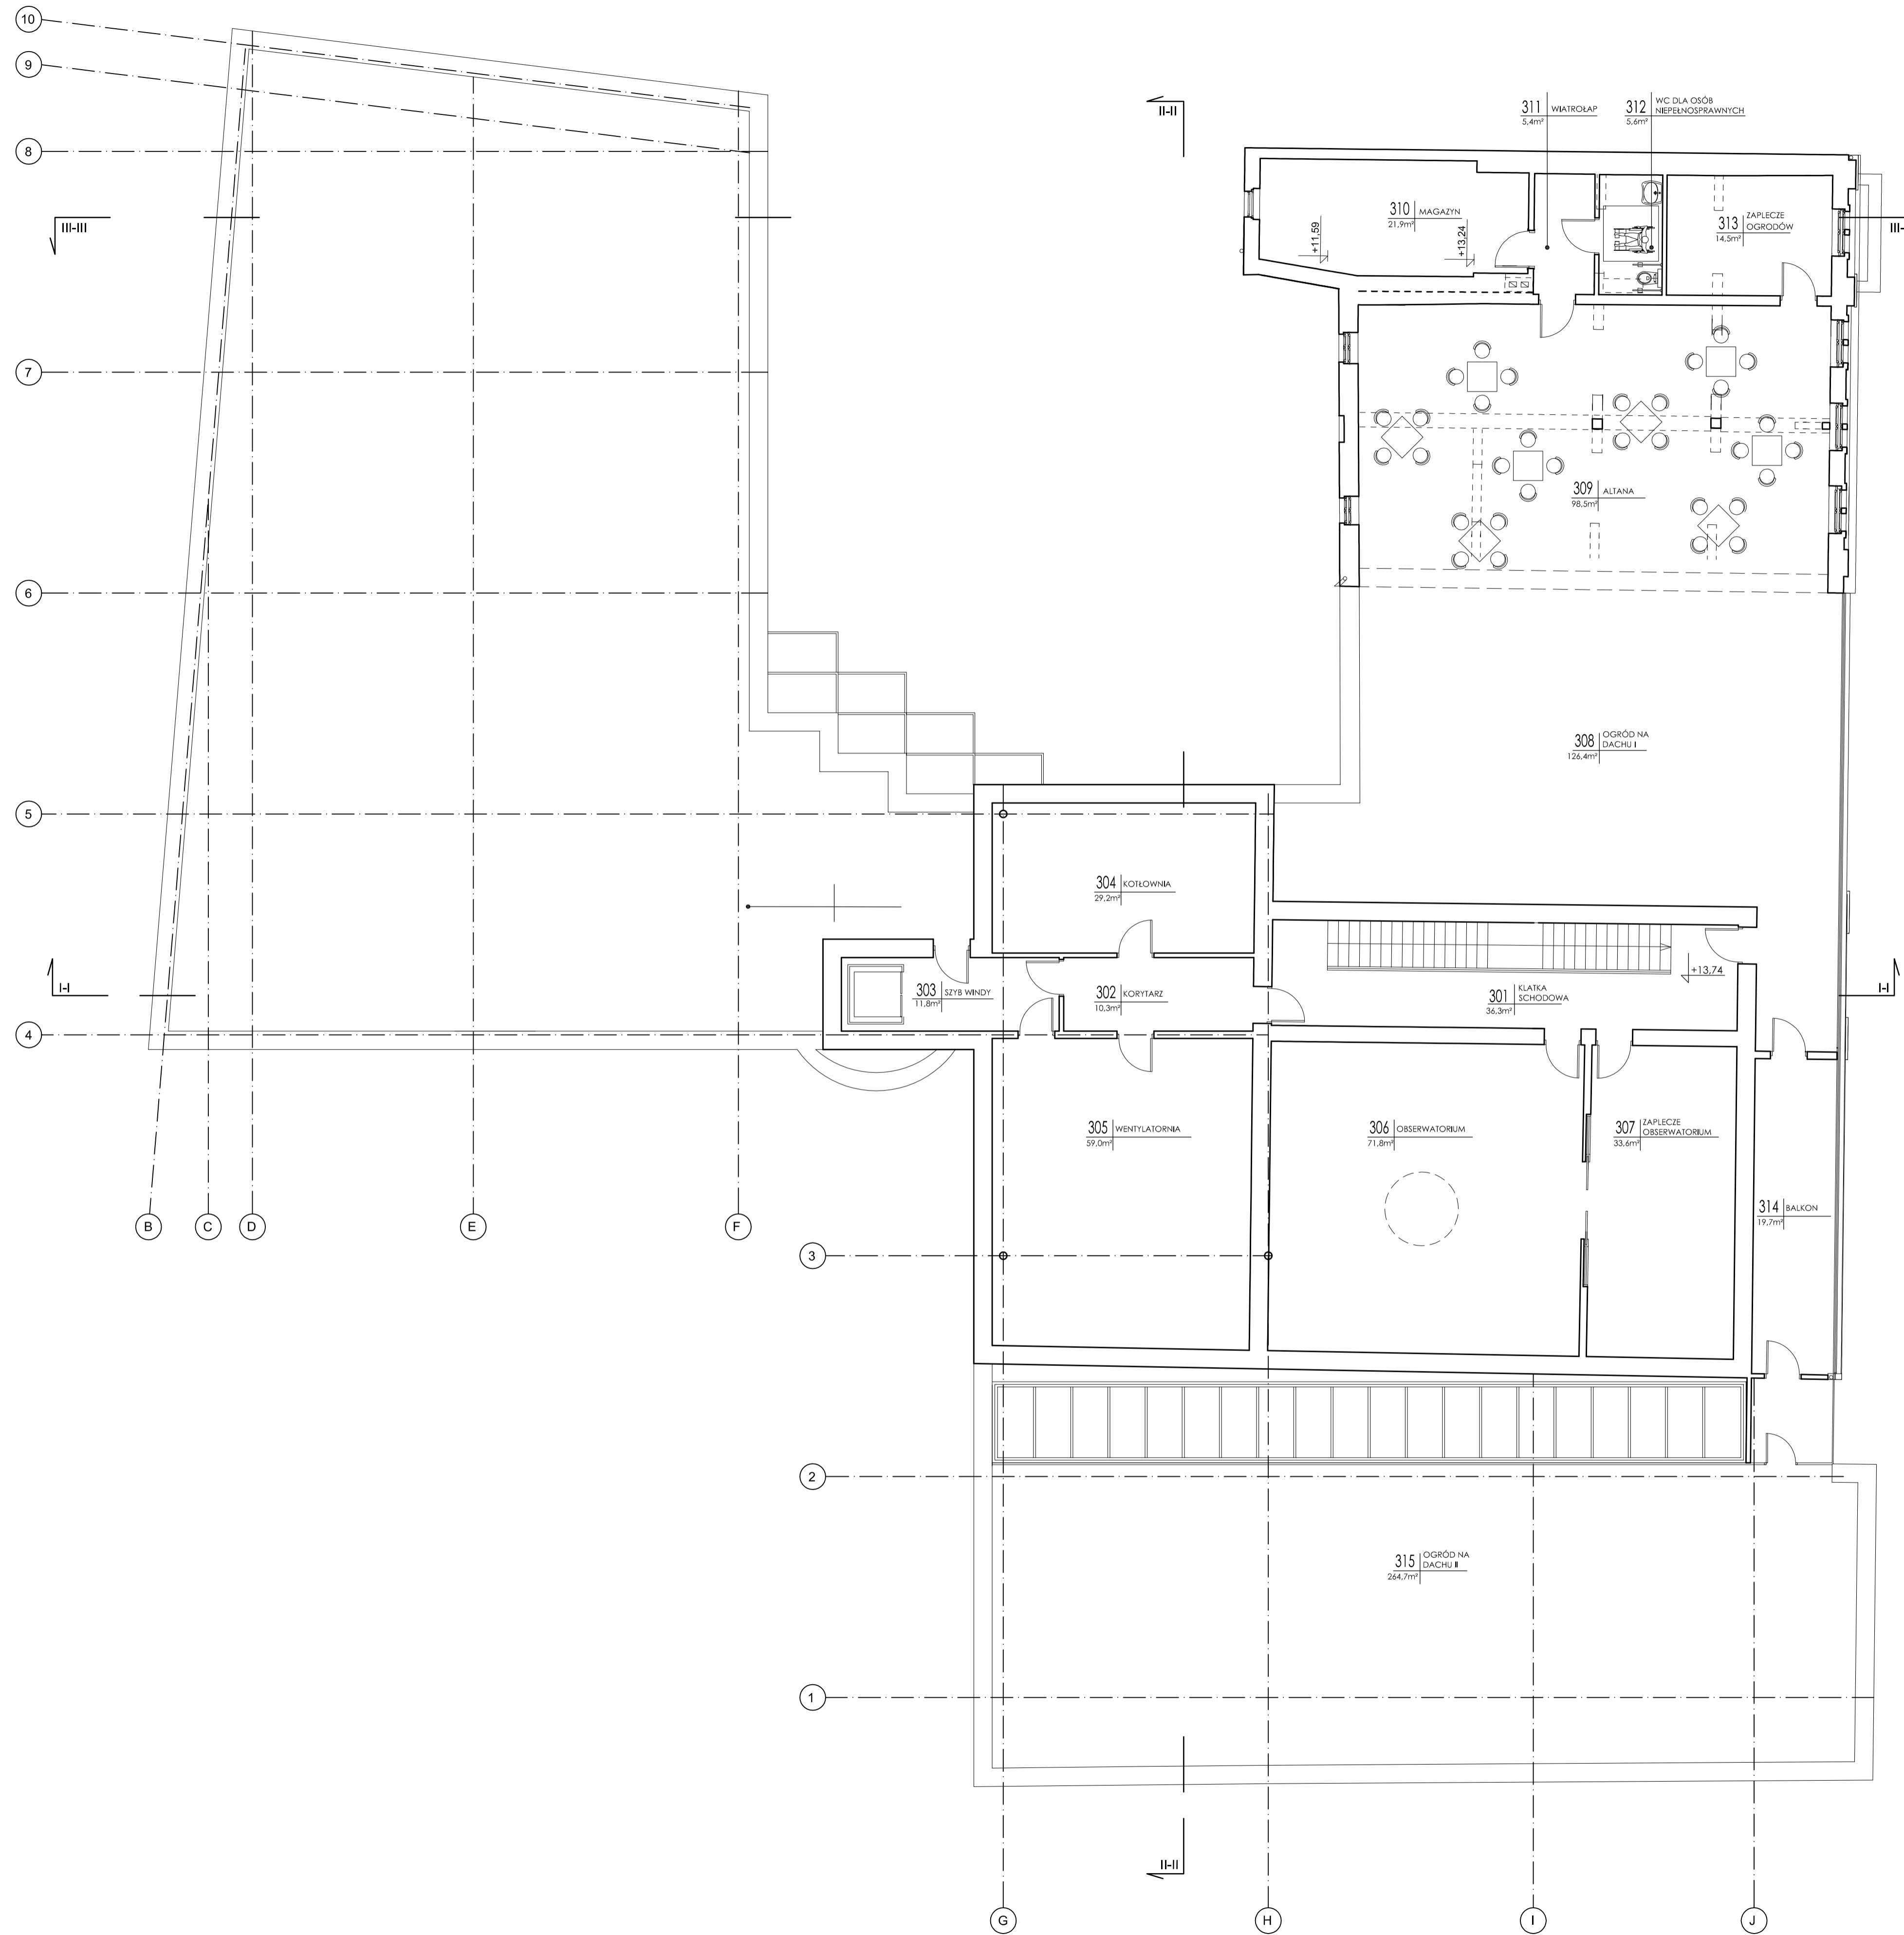 10
9
8
7
6
5
4
3
2
1
B
C
D
E
F
G
H
I
J
II-II
III-III
III-
I-I
I-I
II-II
311 WIATROŁAP
5,4m²
312 WC DLA OSÓB
NIEPEŁNOSPRAWNYCH
5,6m²
310 MAGAZYN
21,9m²
+11,59
+13,24
313 ZAPLECZE
OGRODÓW
14,5m²
309 ALTANA
98,5m²
308 OGRÓD NA
DACHU I
126,4m²
304 KOTŁOWNIA
29,2m²
303 SZYB WINDY
11,8m²
302 KORYTARZ
10,3m²
301 KLATKA
SCHODOWA
36,3m²
+13,74
305 WENTYLATORNIA
59,0m²
306 OBSERWATORIUM
71,8m²
307 ZAPLECZE
OBSERWATORIUM
33,6m²
314 BALKON
19,7m²
315 OGRÓD NA
DACHU II
264,7m²